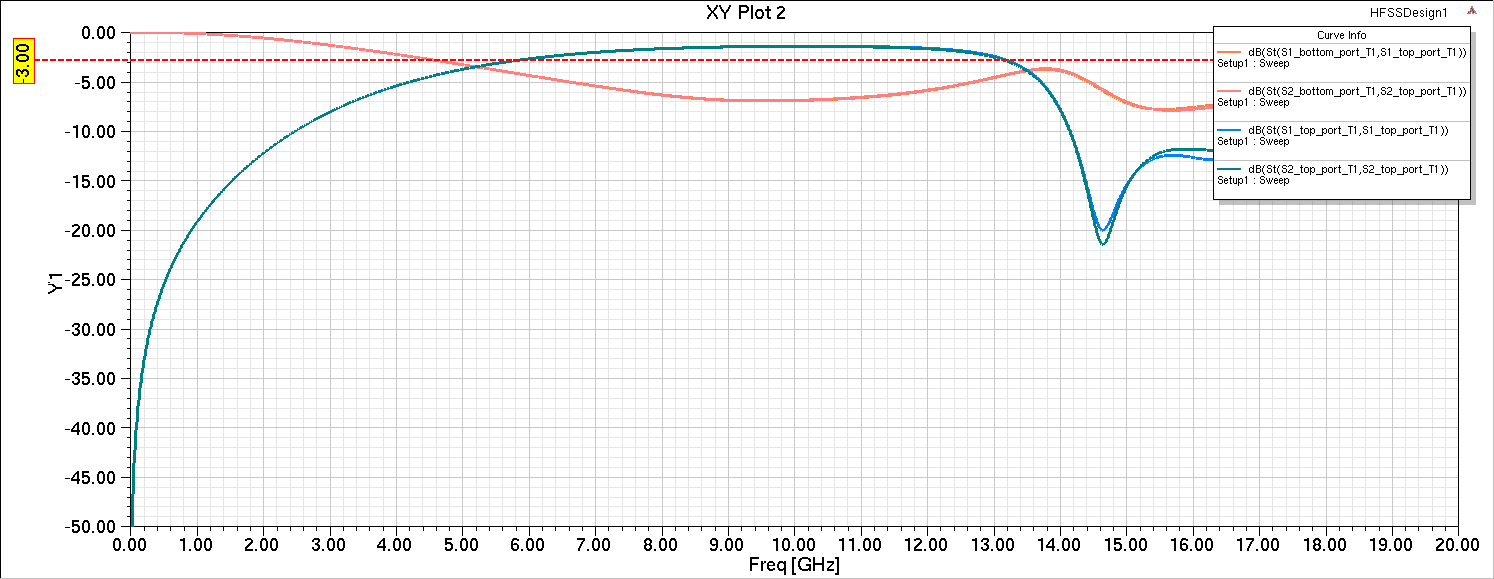 XY Plot 2
HFSSDesign1
Curve Info
dB(St(S1_bottom_port_T1,S1_top_port_T1))
Setup1 : Sweep
dB(St(S2_bottom_port_T1,S2_top_port_T1))
Setup1 : Sweep
dB(St(S1_top_port_T1,S1_top_port_T1))
Setup1 : Sweep
dB(St(S2_top_port_T1,S2_top_port_T1))
Setup1 : Sweep
-3.00
Y1
0.00
-5.00
-10.00
-15.00
-20.00
-25.00
-30.00
-35.00
-40.00
-45.00
-50.00
0.00 1.00 2.00 3.00 4.00 5.00 6.00 7.00 8.00 9.00 10.00 11.00 12.00 13.00 14.00 15.00 16.00 17.00 18.00 19.00 20.00
Freq [GHz]